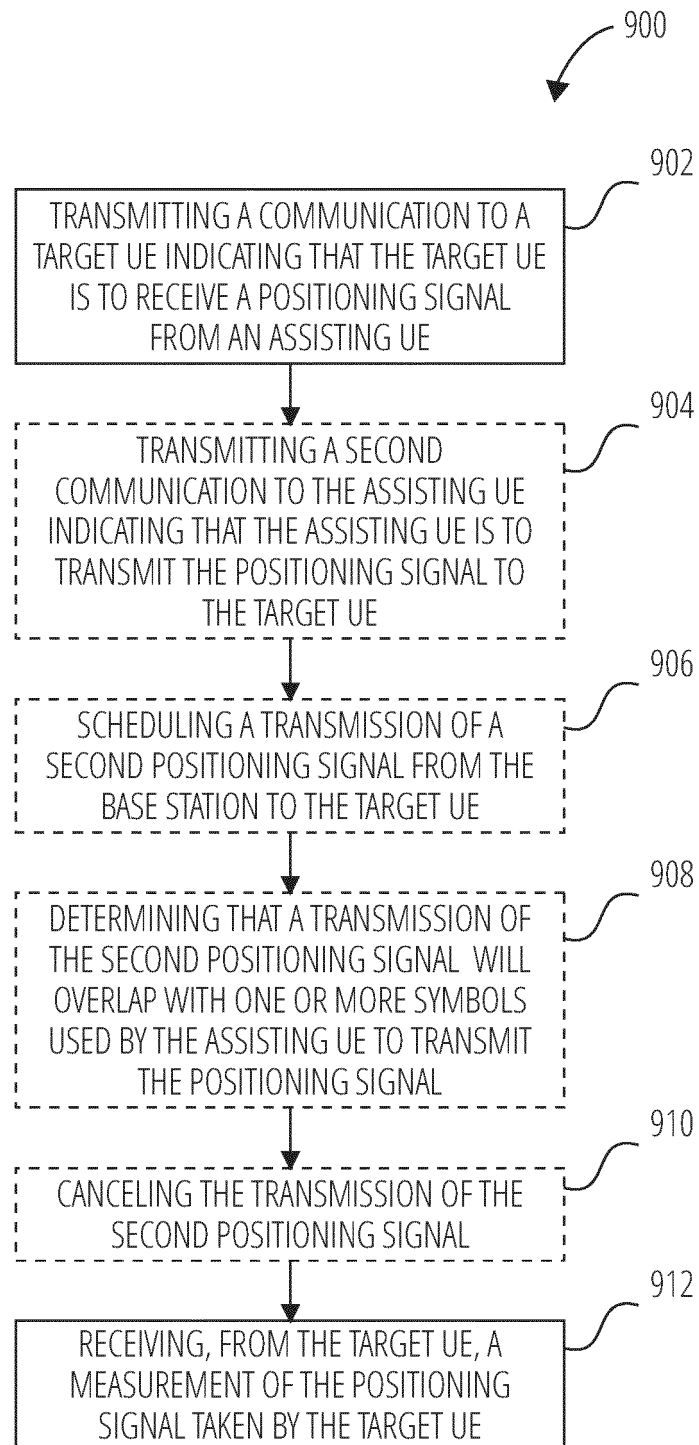 900
902
TRANSMITTING A COMMUNICATION TO A
TARGET UE INDICATING THAT THE TARGET UE
IS TO RECEIVE A POSITIONING SIGNAL
FROM AN ASSISTING UE
904
TRANSMITTING A SECOND
COMMUNICATION TO THE ASSISTING UE
INDICATING THAT THE ASSISTING UE IS TO
TRANSMIT THE POSITIONING SIGNAL TO
THE TARGET UE
906
SCHEDULING A TRANSMISSION OF A
SECOND POSITIONING SIGNAL FROM THE
BASE STATION TO THE TARGET UE
908
DETERMINING THAT A TRANSMISSION OF
THE SECOND POSITIONING SIGNAL WILL
OVERLAP WITH ONE OR MORE SYMBOLS
USED BY THE ASSISTING UE TO TRANSMIT
THE POSITIONING SIGNAL
910
CANCELING THE TRANSMISSION OF THE
SECOND POSITIONING SIGNAL
912
RECEIVING, FROM THE TARGET UE, A
MEASUREMENT OF THE POSITIONING
SIGNAL TAKEN BY THE TARGET UE